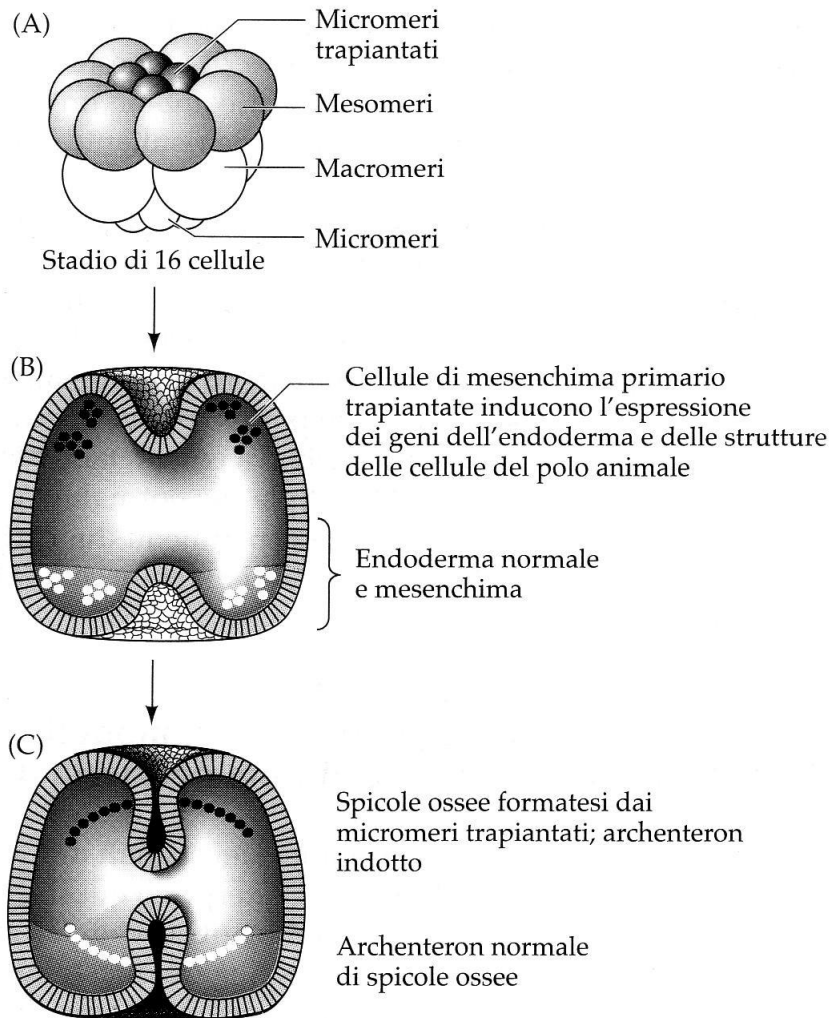 (A)
Micromeri
trapiantati
Mesomeri
Macromeri
Micromeri
Stadio di 16 cellule
(B)
Cellule di mesenchima primario
trapiantate inducono l'espressione
dei geni dell'endoderma e delle strutture
delle cellule del polo animale
Endoderma normale
e mesenchima
(C)
Spicole ossee formatesi dai
micromeri trapiantati; archenteron
indotto
Archenteron normale
di spicole ossee